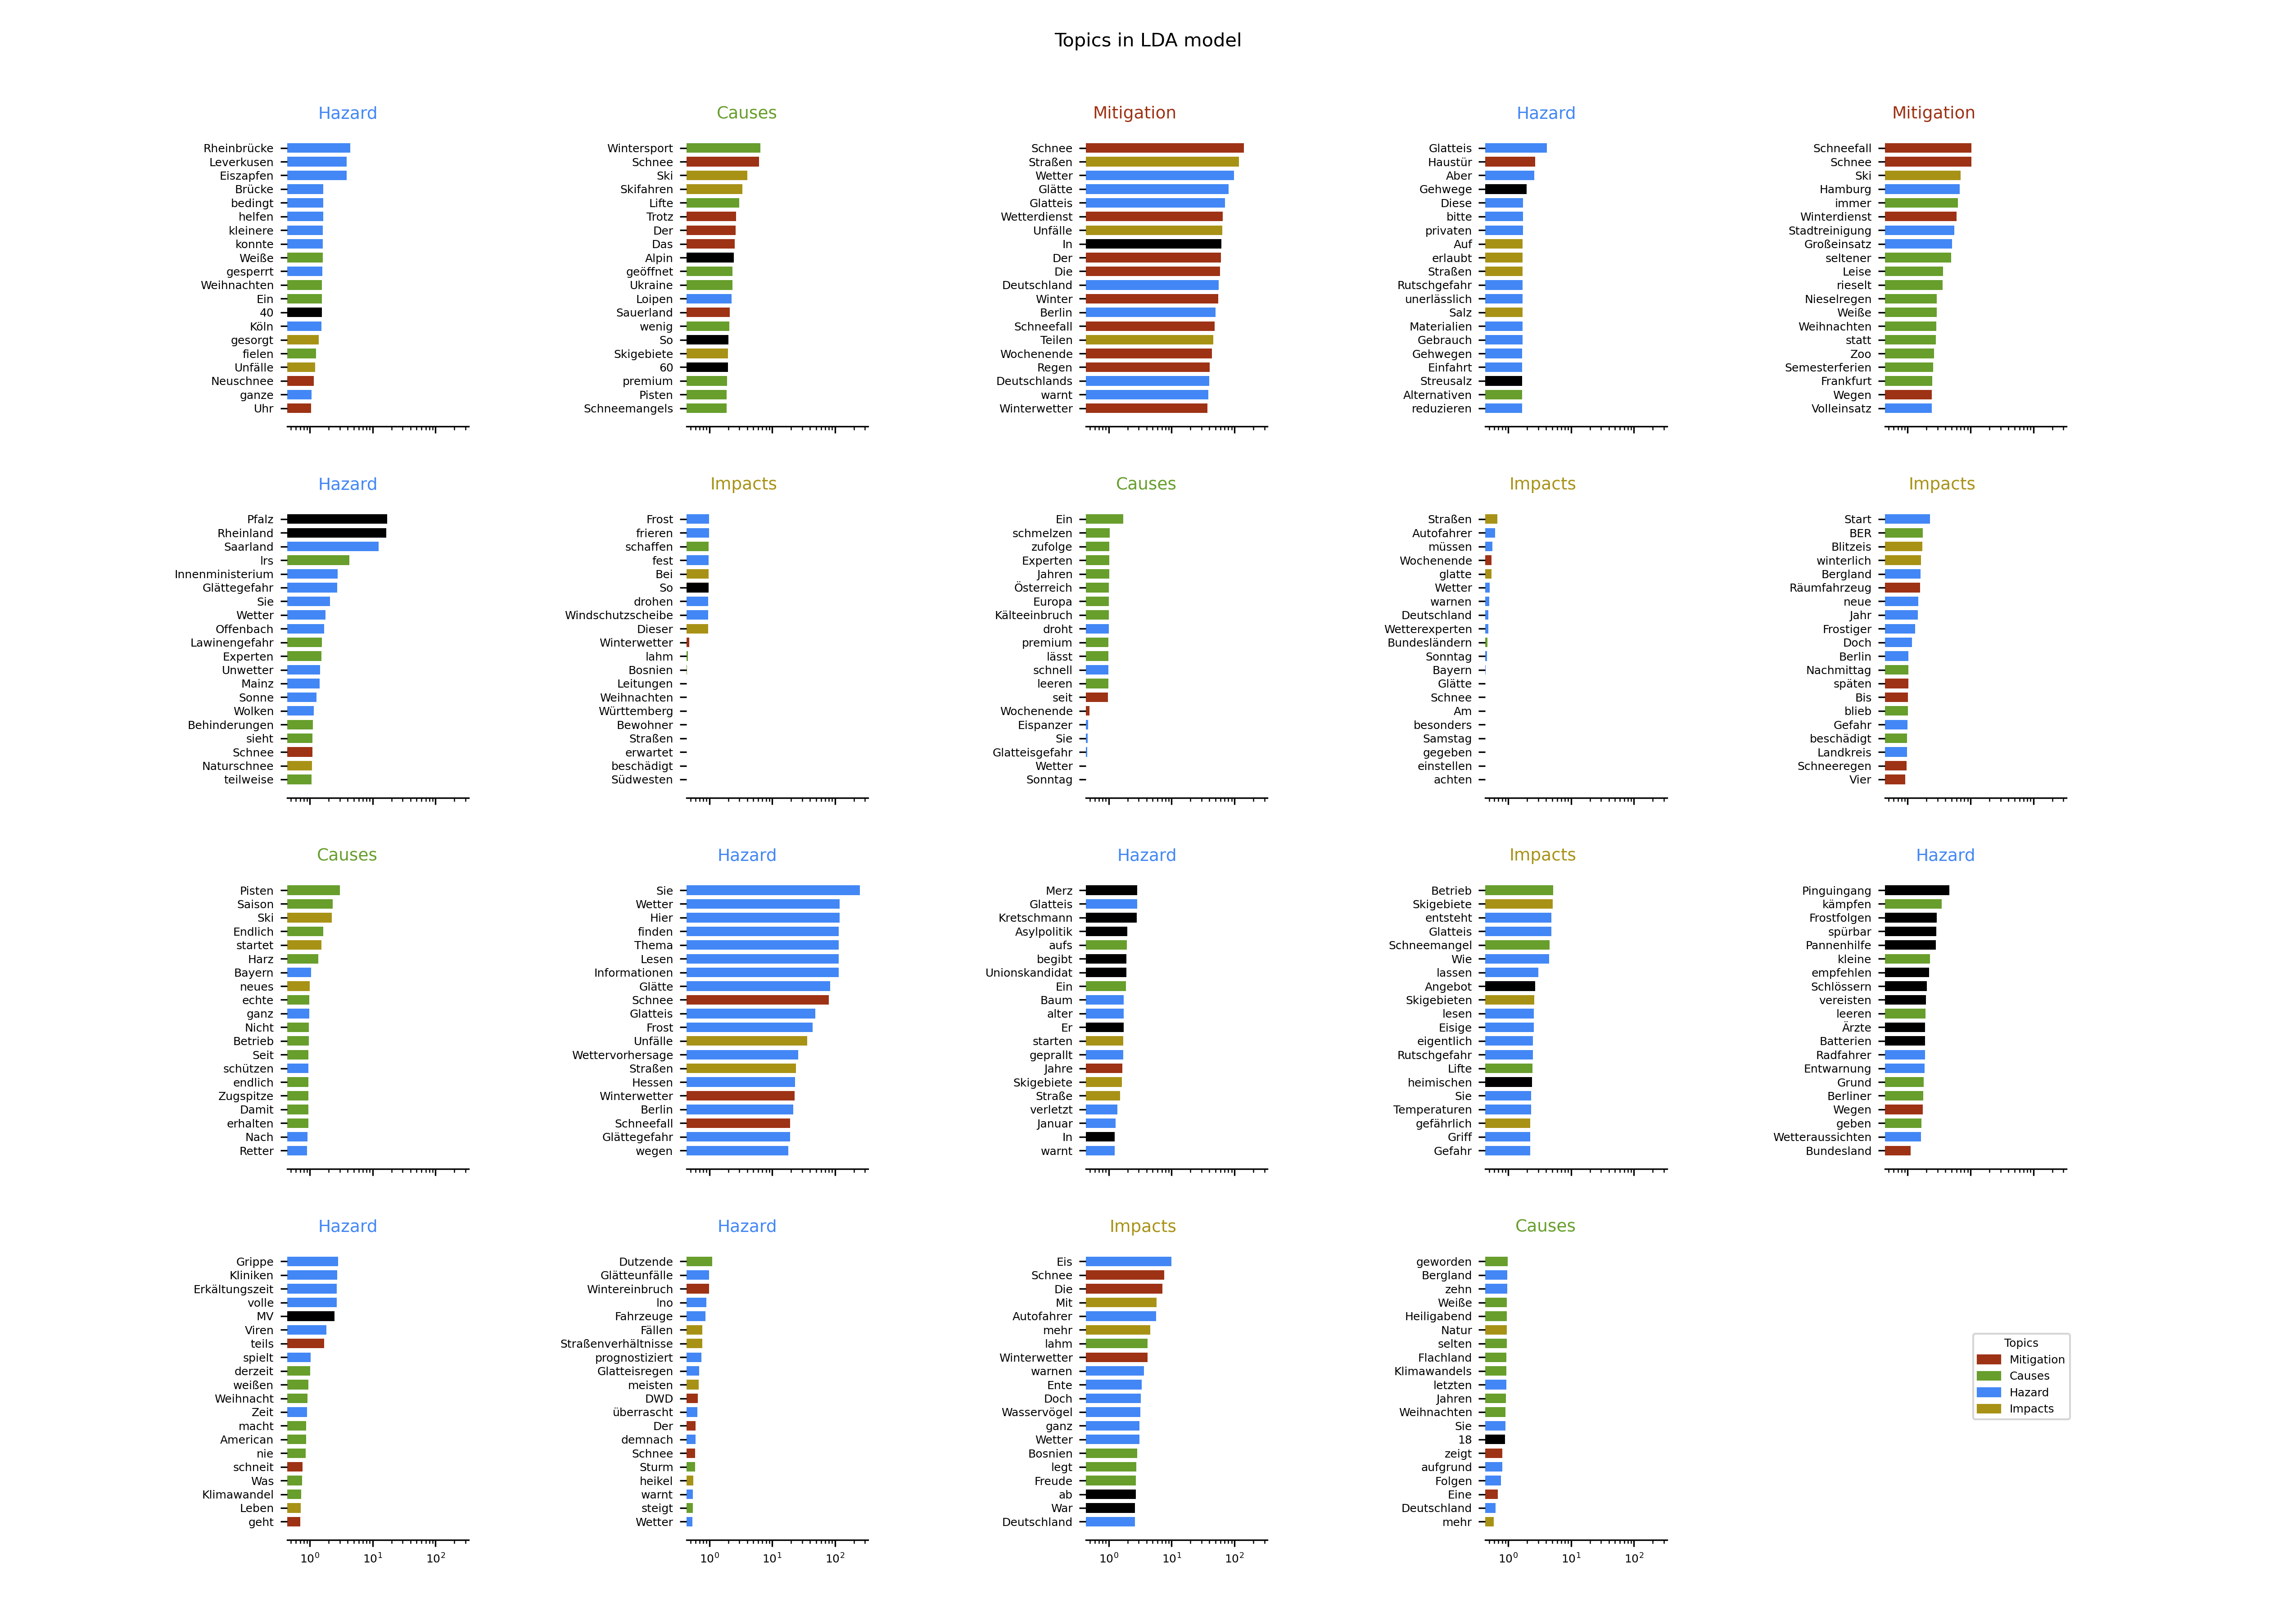 Topics in LDA model
Hazard
Rheinbrücke
Leverkusen
Eiszapfen
Brücke
bedingt
helfen
kleinere
konnte
Weiße
gesperrt
Weihnachten
Ein
40
Köln
gesorgt
fielen
Unfälle
Neuschnee
ganze
Uhr
Causes
Wintersport
Schnee
Ski
Skifahren
Lifte
Trotz
Der
Das
Alpin
geöffnet
Ukraine
Loipen
Sauerland
wenig
So
Skigebiete
60
premium
Pisten
Schneemangels
Mitigation
Schnee
Straßen
Wetter
Glätte
Glatteis
Wetterdienst
Unfälle
In
Der
Die
Deutschland
Winter
Berlin
Schneefall
Teilen
Wochenende
Regen
Deutschlands
warnt
Winterwetter
Hazard
Glatteis
Haustür
Aber
Gehwege
Diese
bitte
privaten
Auf
erlaubt
Straßen
Rutschgefahr
unerlässlich
Salz
Materialien
Gebrauch
Gehwegen
Einfahrt
Streusalz
Alternativen
reduzieren
Mitigation
Schneefall
Schnee
Ski
Hamburg
immer
Winterdienst
Stadtreinigung
Großeinsatz
seltener
Leise
rieselt
Nieselregen
Weiße
Weihnachten
statt
Zoo
Semesterferien
Frankfurt
Wegen
Volleinsatz
Hazard
Pfalz
Rheinland
Saarland
lrs
Innenministerium
Glättegefahr
Sie
Wetter
Offenbach
Lawinengefahr
Experten
Unwetter
Mainz
Sonne
Wolken
Behinderungen
sieht
Schnee
Naturschnee
teilweise
Impacts
Frost
frieren
schaffen
fest
Bei
So
drohen
Windschutzscheibe
Dieser
Winterwetter
lahm
Bosnien
Leitungen
Weihnachten
Württemberg
Bewohner
Straßen
erwartet
beschädigt
Südwesten
Causes
Ein
schmelzen
zufolge
Experten
Jahren
Österreich
Europa
Kälteeinbruch
droht
premium
lässt
schnell
leeren
seit
Wochenende
Eispanzer
Sie
Glatteisgefahr
Wetter
Sonntag
Impacts
Straßen
Autofahrer
müssen
Wochenende
glatte
Wetter
warnen
Deutschland
Wetterexperten
Bundesländern
Sonntag
Bayern
Glätte
Schnee
Am
besonders
Samstag
gegeben
einstellen
achten
Impacts
Start
BER
Blitzeis
winterlich
Bergland
Räumfahrzeug
neue
Jahr
Frostiger
Doch
Berlin
Nachmittag
späten
Bis
blieb
Gefahr
beschädigt
Landkreis
Schneeregen
Vier
Causes
Pisten
Saison
Ski
Endlich
startet
Harz
Bayern
neues
echte
ganz
Nicht
Betrieb
Seit
schützen
endlich
Zugspitze
Damit
erhalten
Nach
Retter
Hazard
Sie
Wetter
Hier
finden
Thema
Lesen
Informationen
Glätte
Schnee
Glatteis
Frost
Unfälle
Wettervorhersage
Straßen
Hessen
Winterwetter
Berlin
Schneefall
Glättegefahr
wegen
Hazard
Merz
Glatteis
Kretschmann
Asylpolitik
aufs
begibt
Unionskandidat
Ein
Baum
alter
Er
starten
geprallt
Jahre
Skigebiete
Straße
verletzt
Januar
In
warnt
Impacts
Betrieb
Skigebiete
entsteht
Glatteis
Schneemangel
Wie
lassen
Angebot
Skigebieten
lesen
Eisige
eigentlich
Rutschgefahr
Lifte
heimischen
Sie
Temperaturen
gefährlich
Griff
Gefahr
Hazard
Pinguingang
kämpfen
Frostfolgen
spürbar
Pannenhilfe
kleine
empfehlen
Schlössern
vereisten
leeren
Ärzte
Batterien
Radfahrer
Entwarnung
Grund
Berliner
Wegen
geben
Wetteraussichten
Bundesland
Hazard
Grippe
Kliniken
Erkältungszeit
volle
MV
Viren
teils
spielt
derzeit
weißen
Weihnacht
Zeit
macht
American
nie
schneit
Was
Klimawandel
Leben
geht
10⁰ 10¹ 10²
Hazard
Dutzende
Glätteunfälle
Wintereinbruch
lno
Fahrzeuge
Fällen
Straßenverhältnisse
prognostiziert
Glatteisregen
meisten
DWD
überrascht
Der
demnach
Schnee
Sturm
heikel
warnt
steigt
Wetter
10⁰ 10¹ 10²
Impacts
Eis
Schnee
Die
Mit
Autofahrer
mehr
lahm
Winterwetter
warnen
Ente
Doch
Wasservögel
ganz
Wetter
Bosnien
legt
Freude
ab
War
Deutschland
10⁰ 10¹ 10²
Causes
geworden
Bergland
zehn
Weiße
Heiligabend
Natur
selten
Flachland
Klimawandels
letzten
Jahren
Weihnachten
Sie
18
zeigt
aufgrund
Folgen
Eine
Deutschland
mehr
10⁰ 10¹ 10²
Topics
Mitigation
Causes
Hazard
Impacts